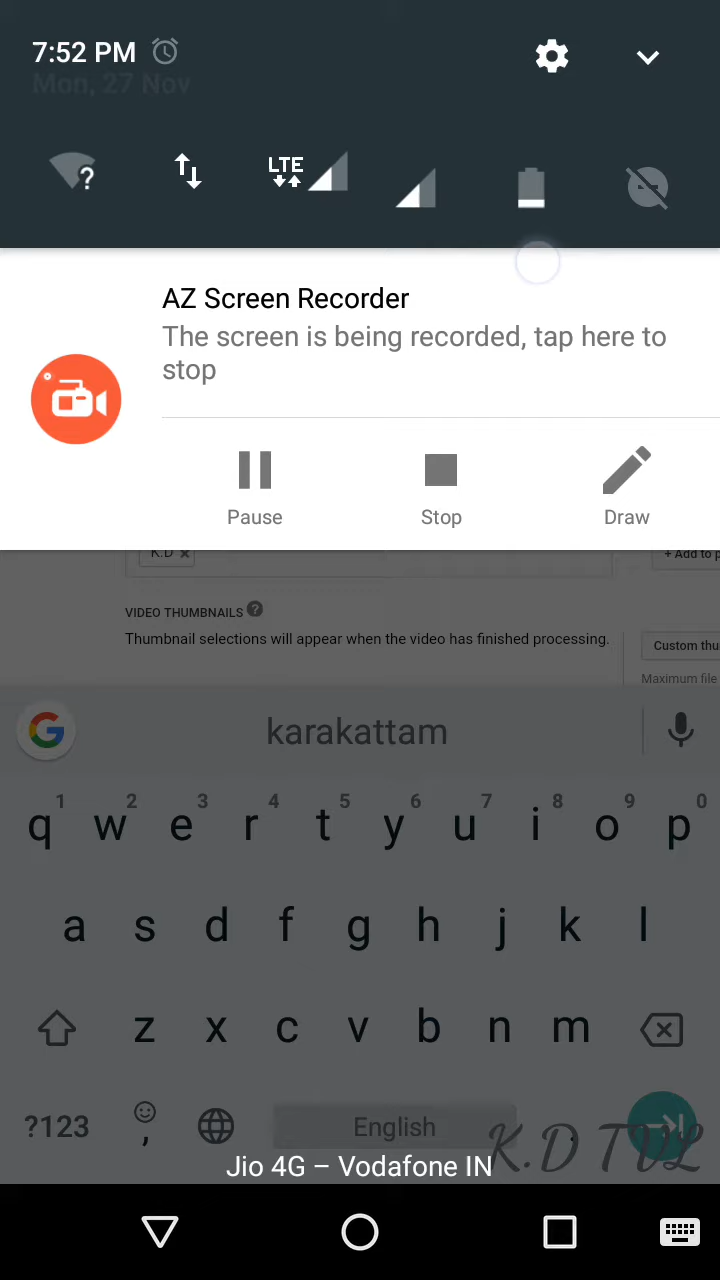 7:52 PM
Mon, 27 Nov
?
LTE
AZ Screen Recorder
The screen is being recorded, tap here to
stop
Pause Stop Draw
K.D
+ Add to p
VIDEO THUMBNAILS ?
Thumbnail selections will appear when the video has finished processing.
Custom thu
Maximum file
G karakattam
1 2 3 4 5 6 7 8 9 0
q w e r t y u i o p
a s d f g h j k l
z x c v b n m
?123 , English .
K.D TVL
Jio 4G – Vodafone IN